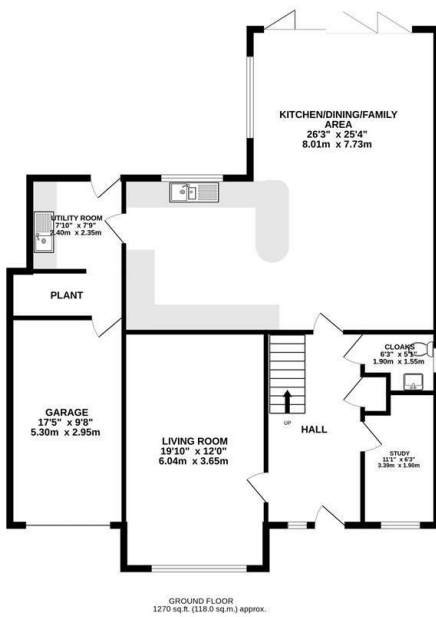 KITCHEN/DINING/FAMILY
AREA
26'3" x 25'4"
8.01m x 7.73m
UTILITY ROOM
7'10" x 7'9"
2.40m x 2.35m
PLANT
CLOAKS
6'3" x 5'1"
1.90m x 1.55m
GARAGE
17'5" x 9'8"
5.30m x 2.95m
LIVING ROOM
19'10" x 12'0"
6.04m x 3.65m
UP
HALL
STUDY
11'1" x 6'3"
3.39m x 1.90m
GROUND FLOOR
1270 sq.ft. (118.0 sq.m.) approx.